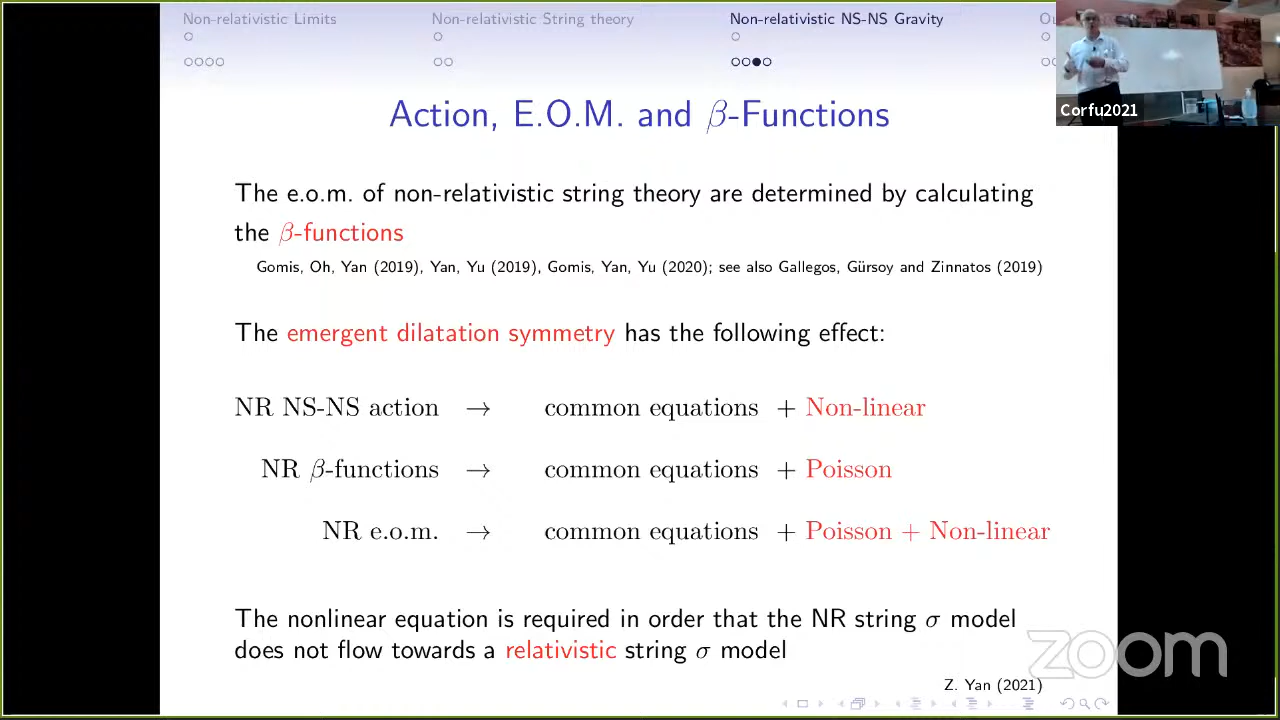 Non-relativistic Limits Non-relativistic String theory Non-relativistic NS-NS Gravity Ou
Corfu2021
Action, E.O.M. and β-Functions
The e.o.m. of non-relativistic string theory are determined by calculating
the β-functions
Gomis, Oh, Yan (2019), Yan, Yu (2019), Gomis, Yan, Yu (2020); see also Gallegos, Gürsoy and Zinnatos (2019)
The emergent dilatation symmetry has the following effect:
NR NS-NS action → common equations + Non-linear
NR β-functions → common equations + Poisson
NR e.o.m. → common equations + Poisson + Non-linear
The nonlinear equation is required in order that the NR string σ model
does not flow towards a relativistic string σ model
zoom
Z. Yan (2021)